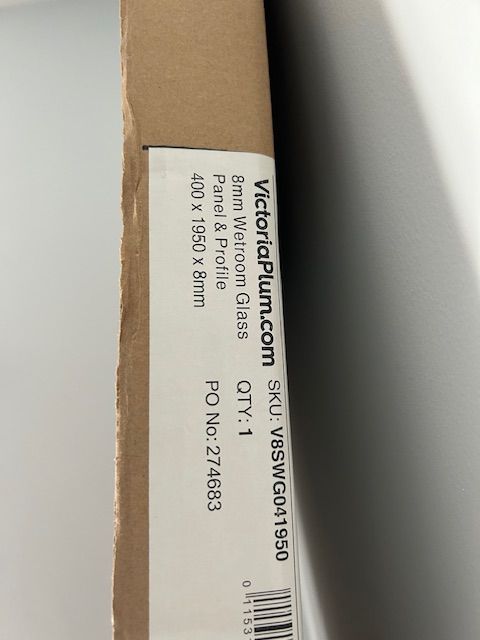 VictoriaPlum.com
8mm Wetroom Glass
Panel & Profile
400 x 1950 x 8mm
SKU: V8SWG041950
QTY: 1
PO No: 274683